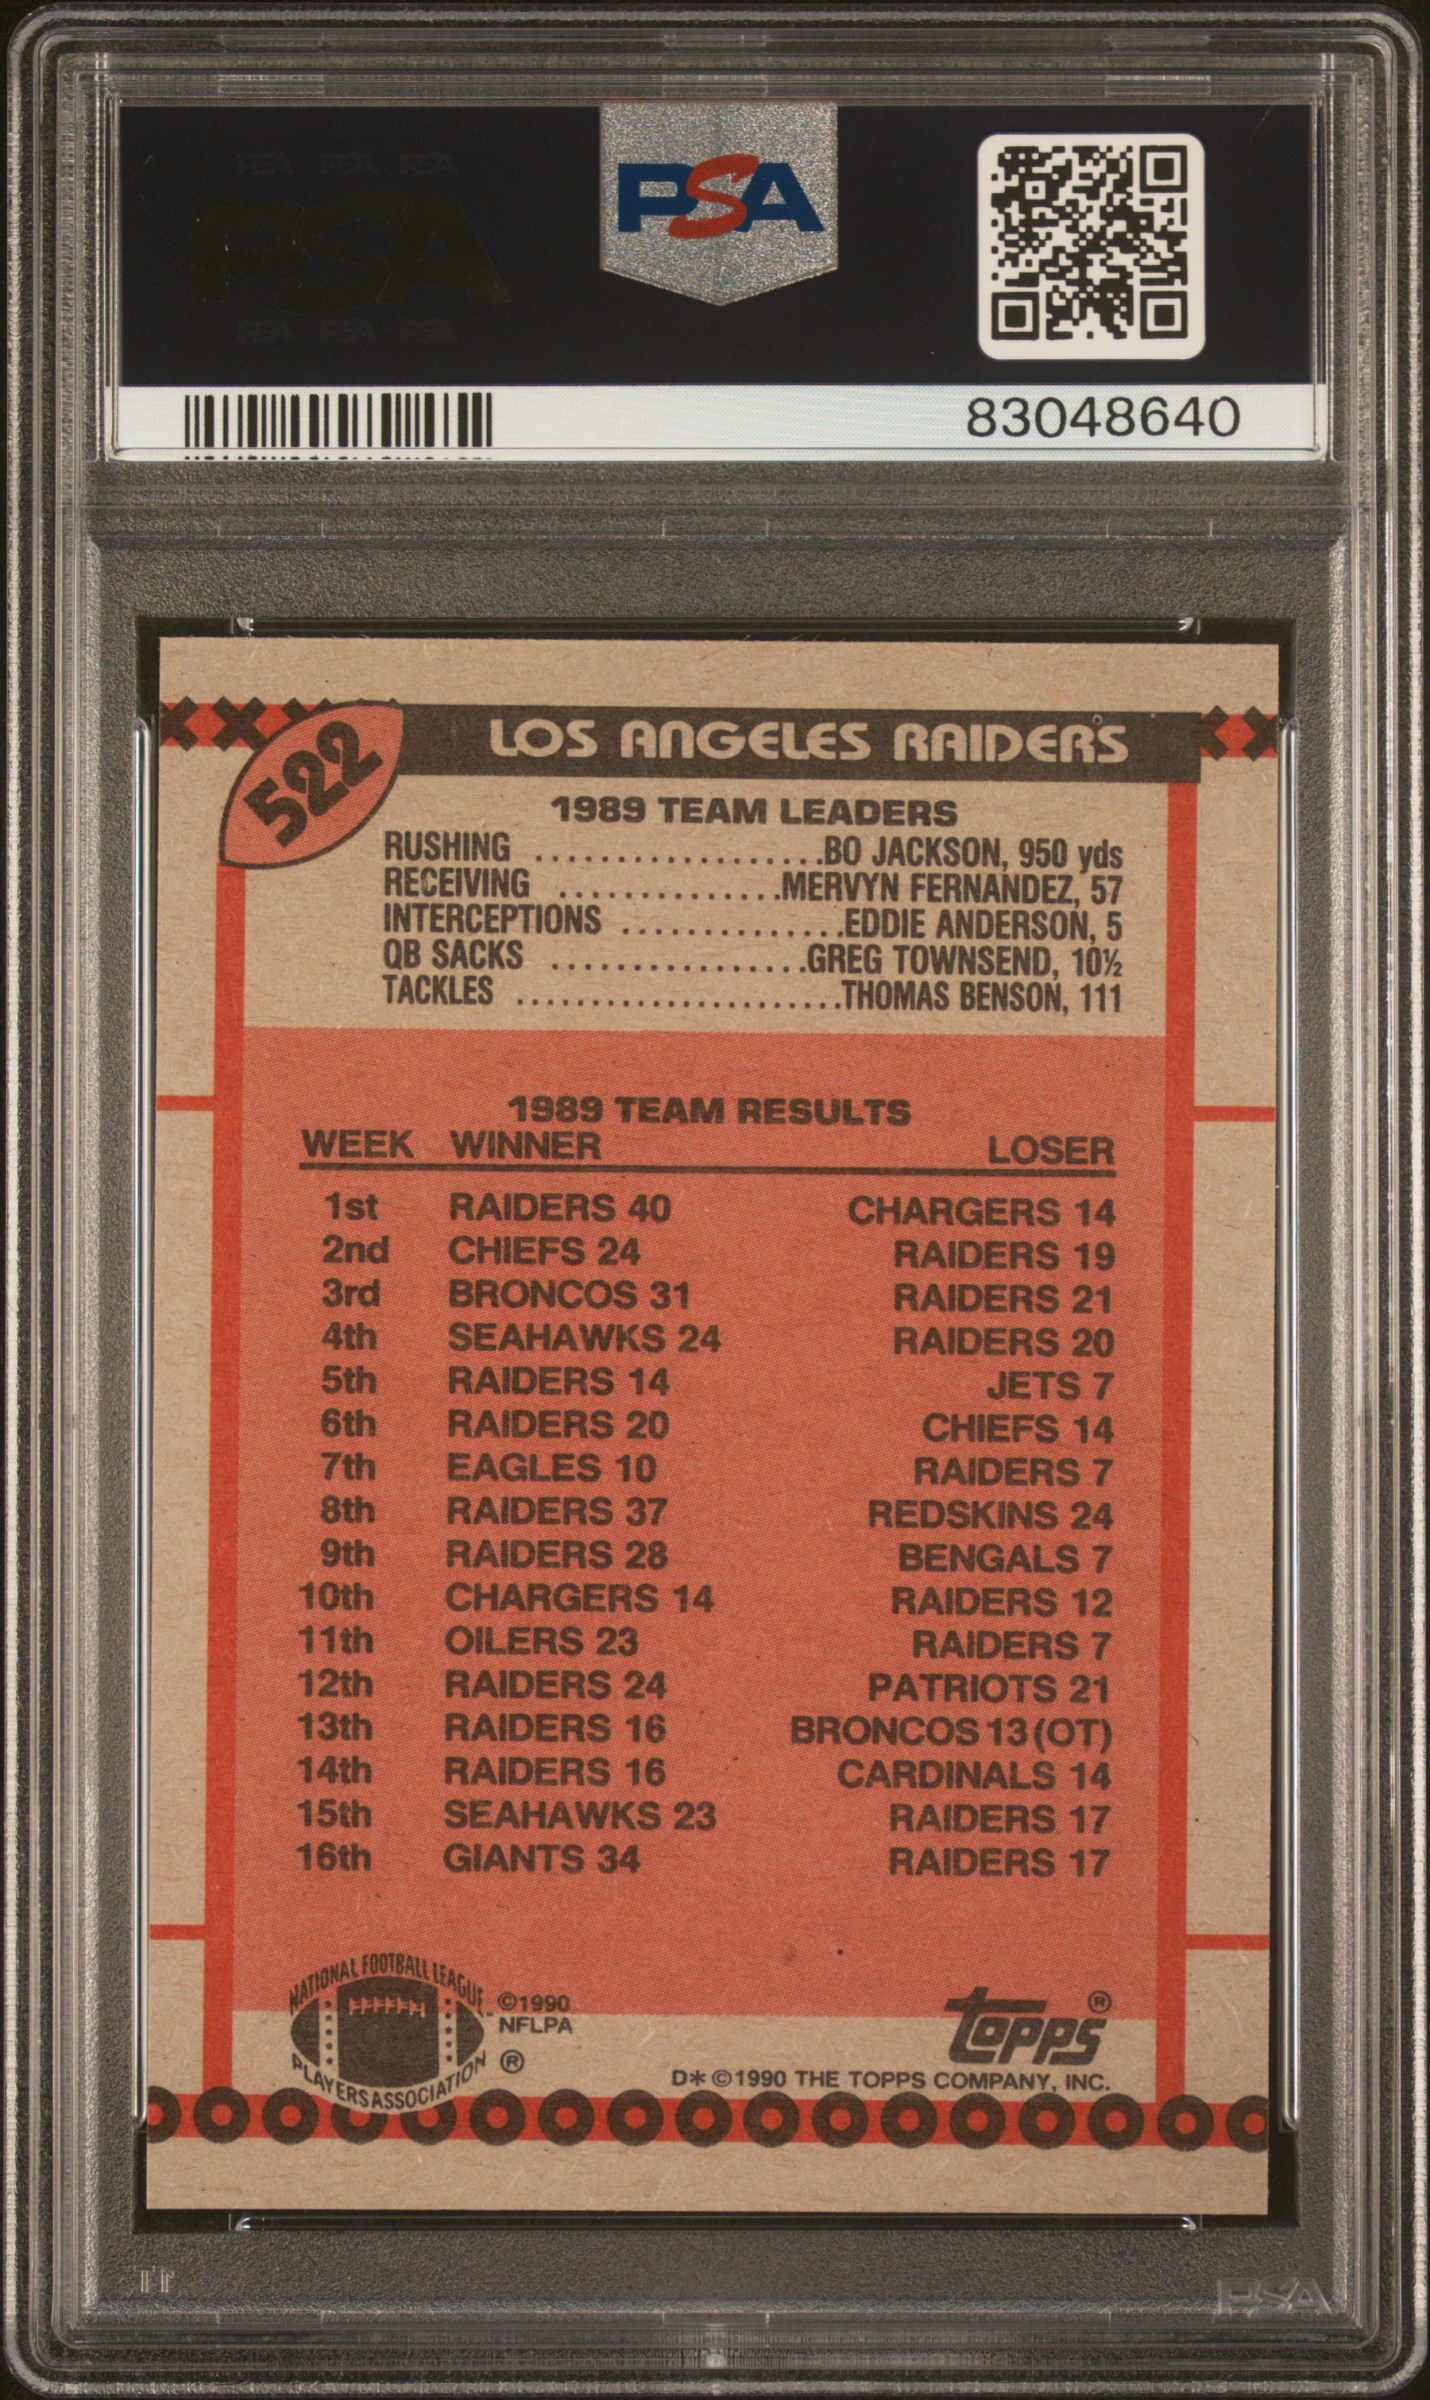 PSA PSA PSA
PSA
PSA PSA PSA
PSA
83048640
522
LOS ANGELES RAIDERS
1989 TEAM LEADERS
RUSHING ..................BO JACKSON, 950 yds
RECEIVING ..............MERVYN FERNANDEZ, 57
INTERCEPTIONS ..............EDDIE ANDERSON, 5
QB SACKS ................GREG TOWNSEND, 10½
TACKLES ......................THOMAS BENSON, 111
1989 TEAM RESULTS
WEEK WINNER LOSER
1st RAIDERS 40 CHARGERS 14
2nd CHIEFS 24 RAIDERS 19
3rd BRONCOS 31 RAIDERS 21
4th SEAHAWKS 24 RAIDERS 20
5th RAIDERS 14 JETS 7
6th RAIDERS 20 CHIEFS 14
7th EAGLES 10 RAIDERS 7
8th RAIDERS 37 REDSKINS 24
9th RAIDERS 28 BENGALS 7
10th CHARGERS 14 RAIDERS 12
11th OILERS 23 RAIDERS 7
12th RAIDERS 24 PATRIOTS 21
13th RAIDERS 16 BRONCOS 13 (OT)
14th RAIDERS 16 CARDINALS 14
15th SEAHAWKS 23 RAIDERS 17
16th GIANTS 34 RAIDERS 17
NATIONAL FOOTBALL LEAGUE
PLAYERS ASSOCIATION
©1990
NFLPA
®
topps®
D*©1990 THE TOPPS COMPANY, INC.
PSA